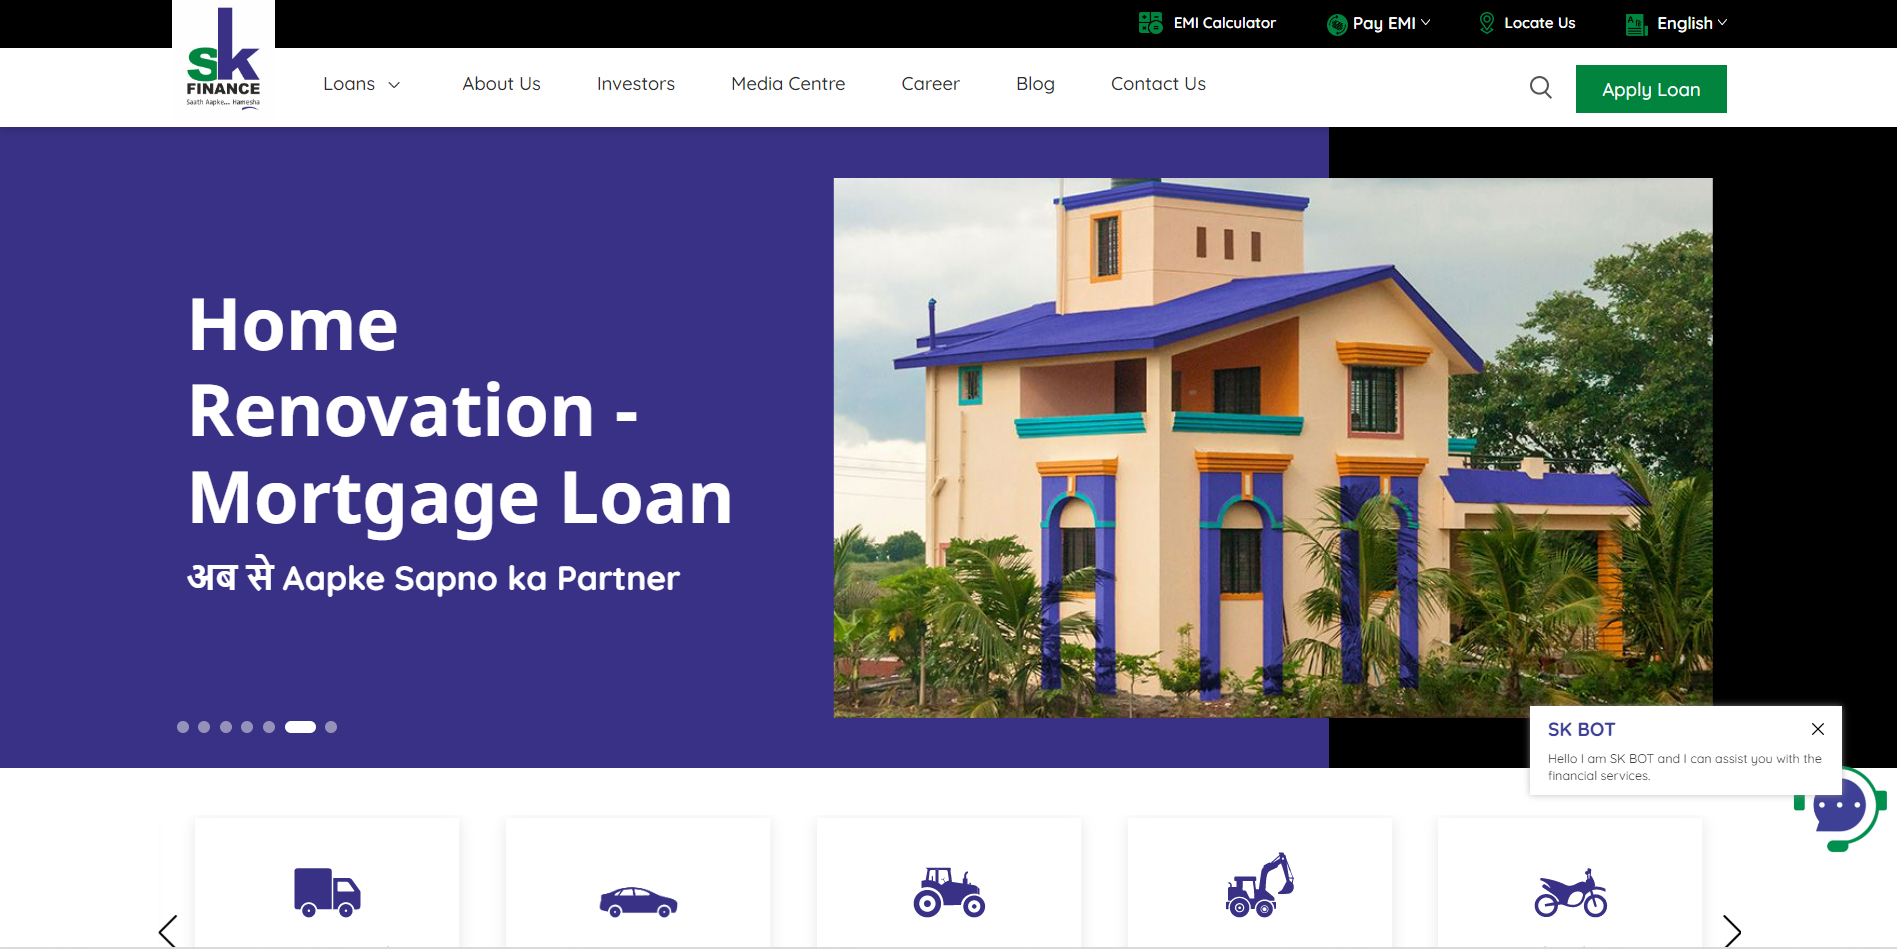 EMI Calculator
Pay EMI
Locate Us
English
sk
FINANCE
Saath Aapke... Hamesha
Loans
About Us
Investors
Media Centre
Career
Blog
Contact Us
Apply Loan
Home
Renovation -
Mortgage Loan
अब से Aapke Sapno ka Partner
SK BOT
Hello I am SK BOT and I can assist you with the
financial services.